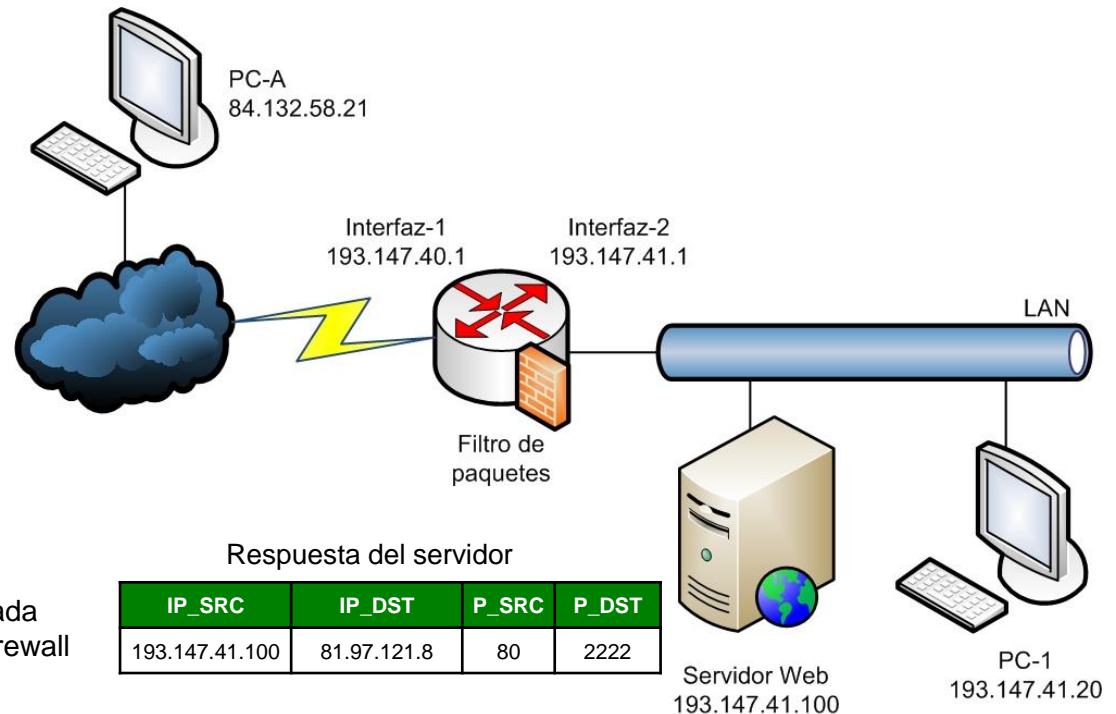 PC-A
84.132.58.21
Interfaz-1
193.147.40.1
Interfaz-2
193.147.41.1
LAN
Filtro de
paquetes
Respuesta del servidor
IP_SRC IP_DST P_SRC P_DST
193.147.41.100 81.97.121.8 80 2222
ada
rewall
Servidor Web
193.147.41.100
PC-1
193.147.41.20